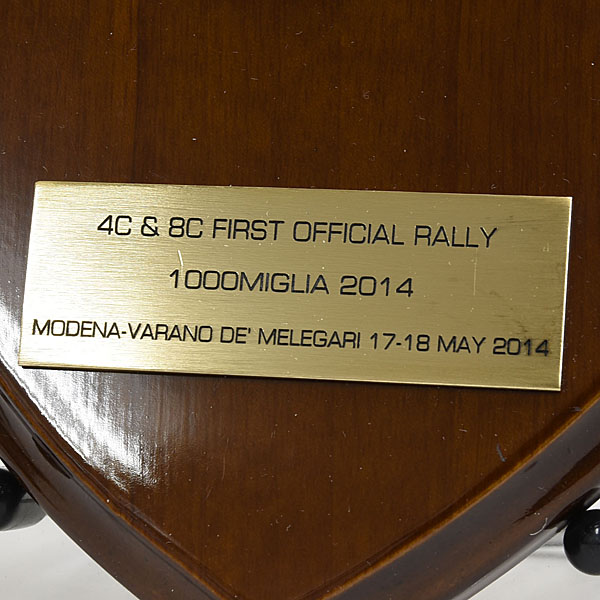 4C & 8C FIRST OFFICIAL RALLY
1000MIGLIA 2014
MODENA-VARANO DE' MELEGARI 17-18 MAY 2014